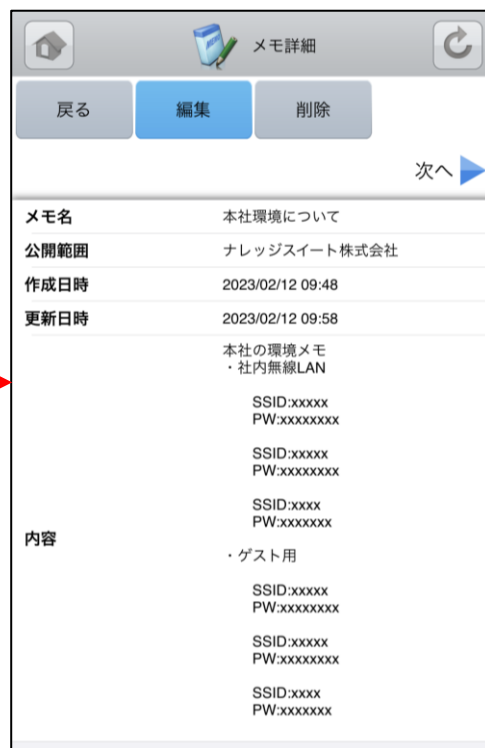 メモ詳細
戻る 編集 削除
次へ
メモ名 本社環境について
公開範囲 ナレッジスイート株式会社
作成日時 2023/02/12 09:48
更新日時 2023/02/12 09:58
内容
本社の環境メモ
・社内無線LAN
SSID:xxxxx
PW:xxxxxxxx
SSID:xxxxx
PW:xxxxxxxx
SSID:xxxx
PW:xxxxxxx
・ゲスト用
SSID:xxxxx
PW:xxxxxxxx
SSID:xxxxx
PW:xxxxxxxx
SSID:xxxx
PW:xxxxxxx